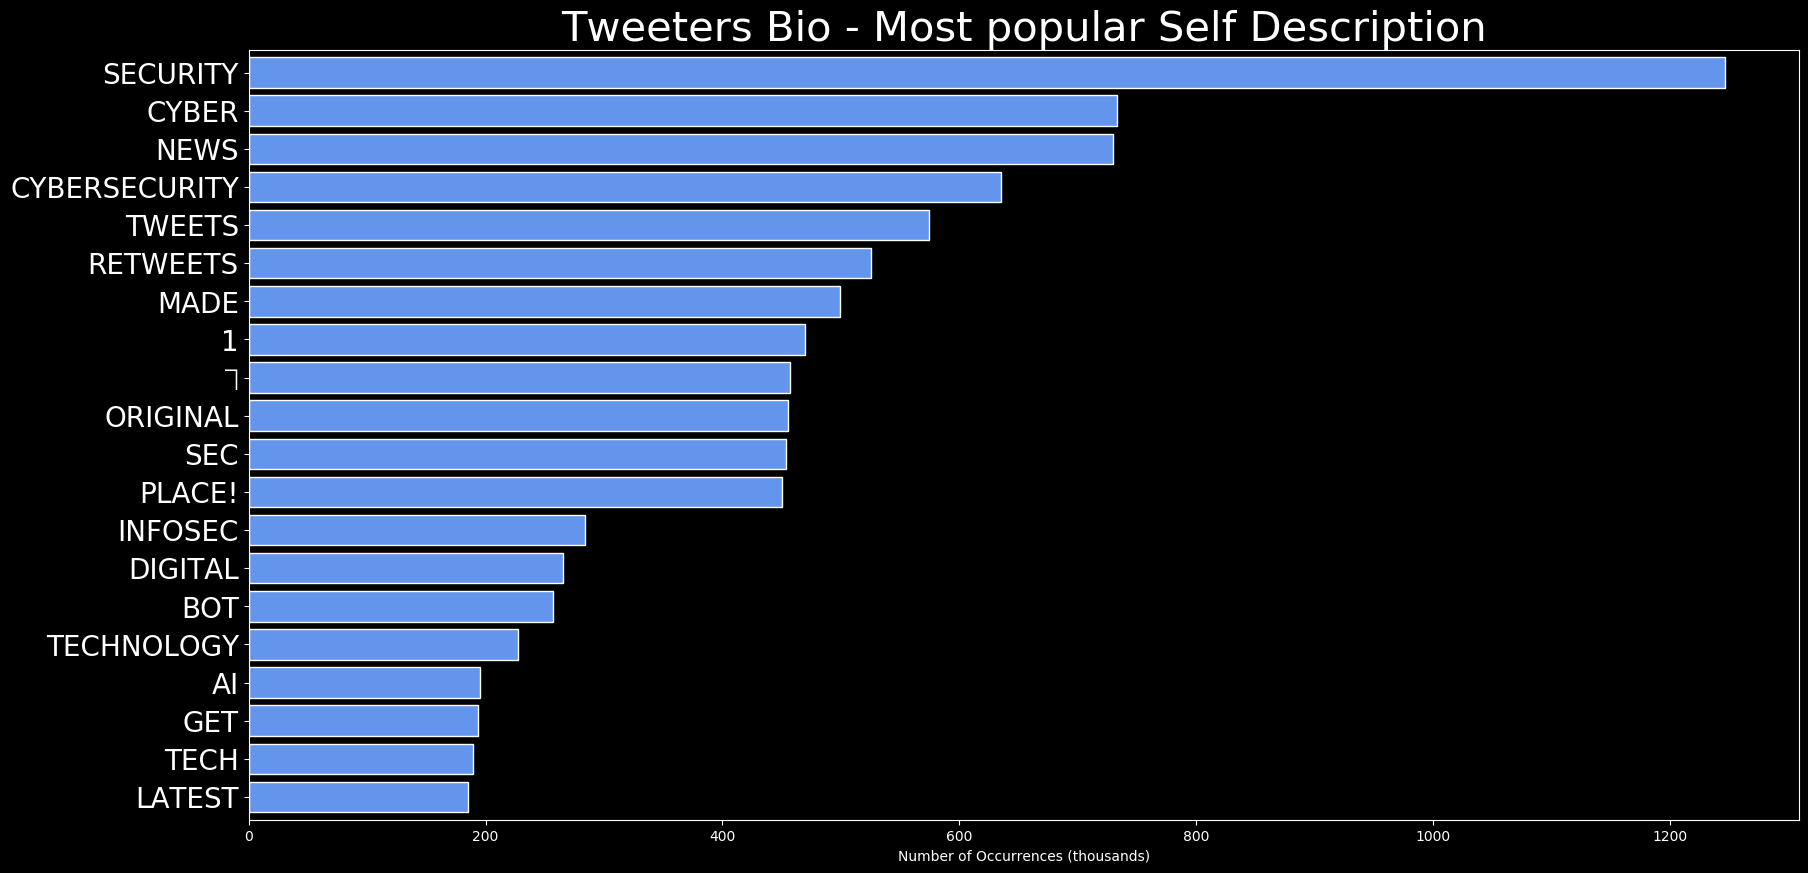 Tweeters Bio - Most popular Self Description
SECURITY
CYBER
NEWS
CYBERSECURITY
TWEETS
RETWEETS
MADE
1
ORIGINAL
SEC
PLACE!
INFOSEC
DIGITAL
BOT
TECHNOLOGY
AI
GET
TECH
LATEST
0 200 400 600 800 1000 1200
Number of Occurrences (thousands)